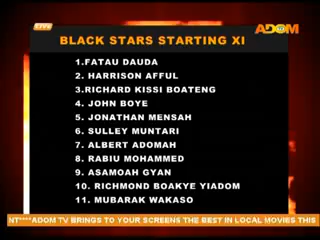 LIVE
ADOM
BLACK STARS STARTING XI
1.FATAU DAUDA
2. HARRISON AFFUL
3.RICHARD KISSI BOATENG
4. JOHN BOYE
5. JONATHAN MENSAH
6. SULLEY MUNTARI
7. ALBERT ADOMAH
8. RABIU MOHAMMED
9. ASAMOAH GYAN
10. RICHMOND BOAKYE YIADOM
11. MUBARAK WAKASO
NT****ADOM TV BRINGS TO YOUR SCREENS THE BEST IN LOCAL MOVIES THIS